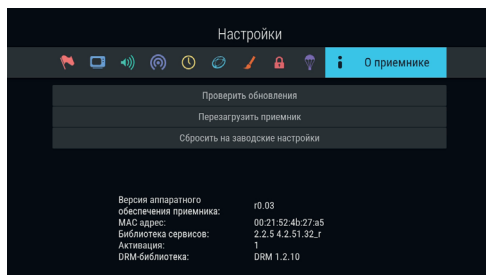 Настройки
О приемнике
Проверить обновления
Перезагрузить приемник
Сбросить на заводские настройки
Версия аппаратного
обеспечения приемника: r0.03
MAC адрес: 00:21:52:4b:27:a5
Библиотека сервисов: 2.2.5 4.2.51.32_r
Активация: 1
DRM-библиотека: DRM 1.2.10